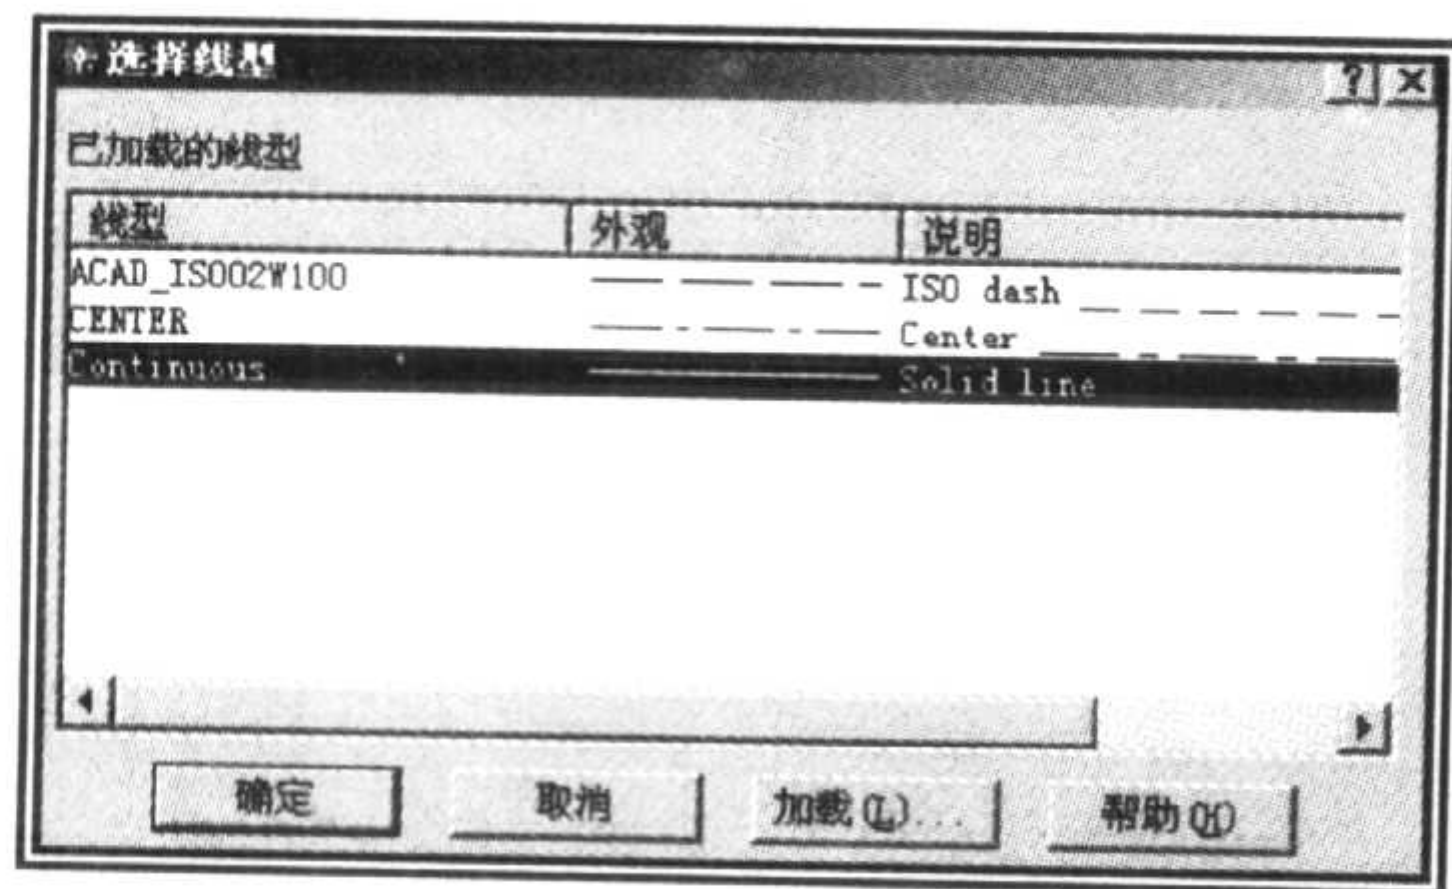 选择线型
已加载的线型
线型 外观 说明
ACAD_ISO02W100 ISO dash
CENTER Center
Continuous Solid line
确定 取消 加载(L)... 帮助(H)